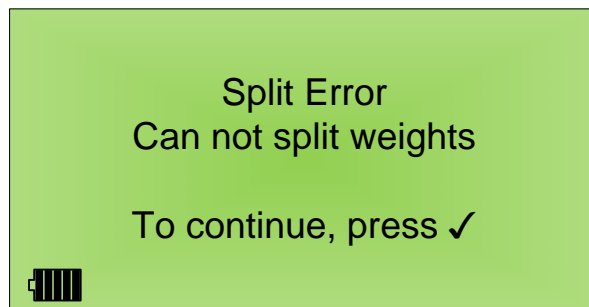 Split Error
Can not split weights
To continue, press ✓